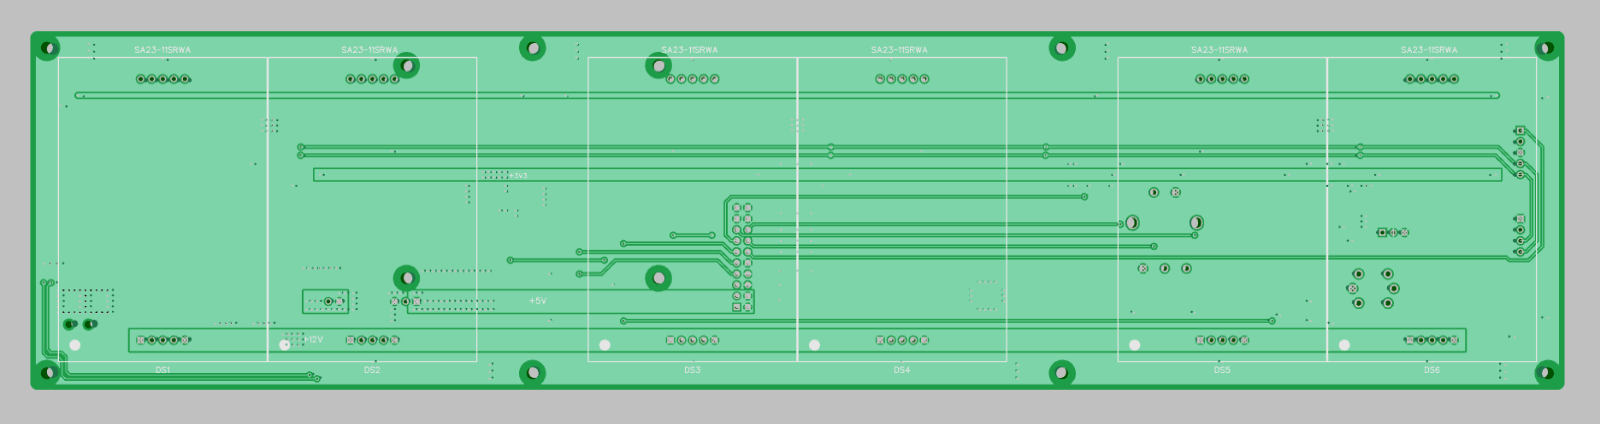 SA23-11SRWA SA23-11SRWA SA23-11SRWA SA23-11SRWA SA23-11SRWA SA23-11SRWA
+3V3
+5V
+12V
DS1 DS2 DS3 DS4 DS5 DS6